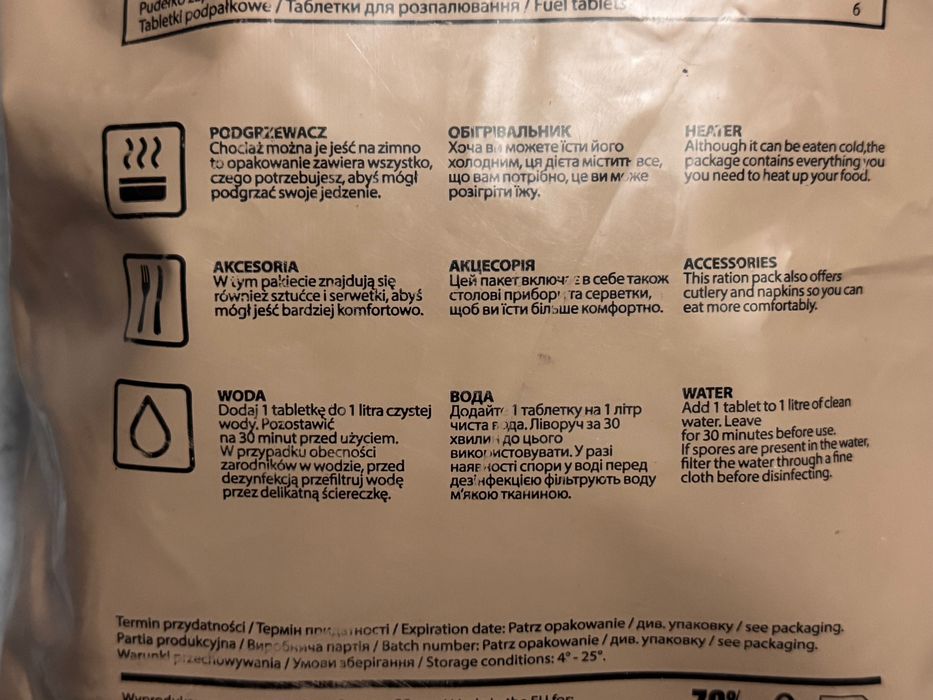 Tabletki podpałkowe / Таблетки для розпалювання / Fuel tablets
6
PODGRZEWACZ
Chociaż można je jeść na zimno
to opakowanie zawiera wszystko,
czego potrzebujesz, abyś mógł
podgrzać swoje jedzenie.
ОБІГРІВАЛЬНИК
Хоча ви можете їсти його
холодним, ця дієта містить все,
що вам потрібно, це ви може
розігріти їжу.
HEATER
Although it can be eaten cold,the
package contains everything you
you need to heat up your food.
AKCESORIA
W tym pakiecie znajdują się
również sztućce i serwetki, abyś
mógł jeść bardziej komfortowo.
АКЦЕСОРІЯ
Цей пакет включає в себе також
столові прибори та серветки,
щоб ви їсти більше комфортно.
ACCESSORIES
This ration pack also offers
cutlery and napkins so you can
eat more comfortably.
WODA
Dodaj 1 tabletkę do 1 litra czystej
wody. Pozostawić
na 30 minut przed użyciem.
W przypadku obecności
zarodników w wodzie, przed
dezynfekcją przefiltruj wodę
przez delikatną ściereczkę.
ВОДА
Додайте 1 таблетку на 1 літр
чиста вода. Ліворуч за 30
хвилин до цього
використовувати. У разі
наявності спори у воді перед
дезінфекцією фільтрують воду
м'якою тканиною.
WATER
Add 1 tablet to 1 litre of clean
water. Leave
for 30 minutes before use.
If spores are present in the water,
filter the water through a fine
cloth before disinfecting.
Termin przydatności / Термін придатності / Expiration date: Patrz opakowanie / див. упаковку / see packaging.
Partia produkcyjna / Виробнича партія / Batch number: Patrz opakowanie / див. упаковку / see packaging.
Warunki przechowywania / Умови зберігання / Storage conditions: 4° - 25°.